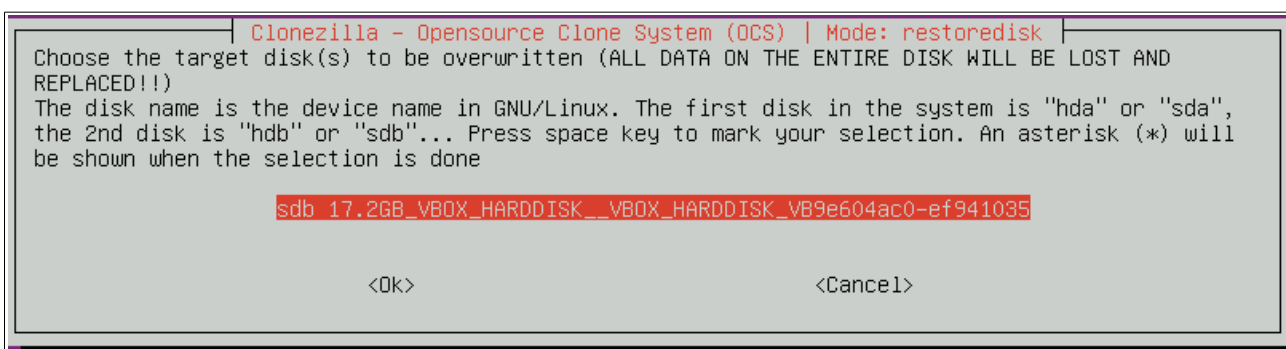 Clonezilla - Opensource Clone System (OCS) | Mode: restoredisk
Choose the target disk(s) to be overwritten (ALL DATA ON THE ENTIRE DISK WILL BE LOST AND
REPLACED!!)
The disk name is the device name in GNU/Linux. The first disk in the system is "hda" or "sda",
the 2nd disk is "hdb" or "sdb"... Press space key to mark your selection. An asterisk (*) will
be shown when the selection is done
sdb 17.2GB_VBOX_HARDDISK__VBOX_HARDDISK_VB9e604ac0-ef941035
<Ok> <Cancel>